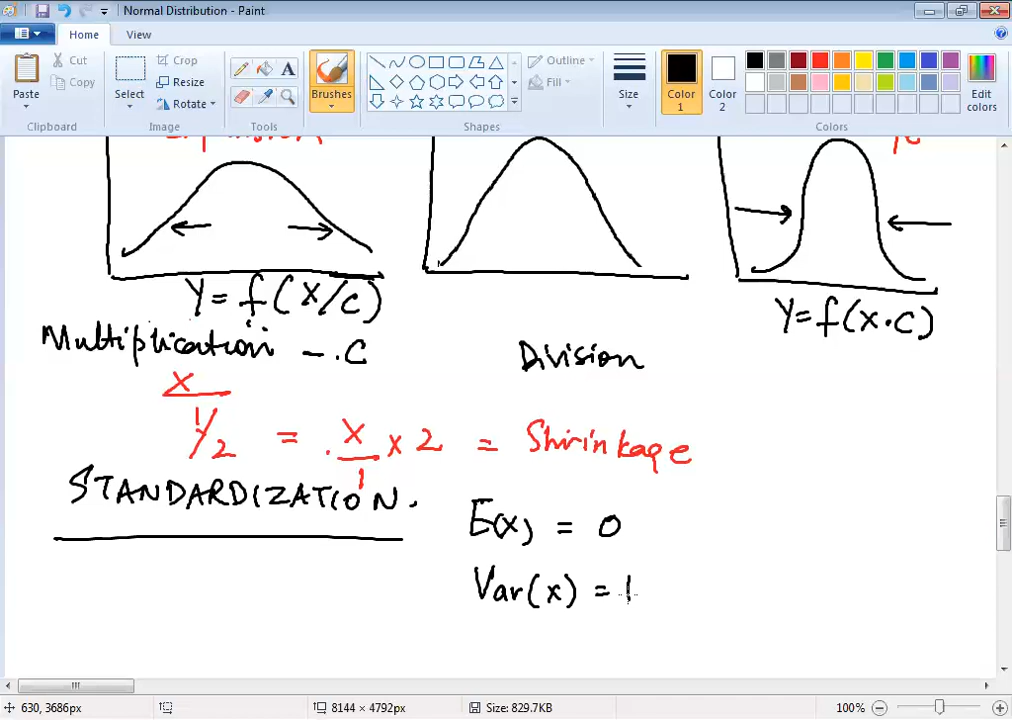 Normal Distribution - Paint
Home View
Paste
Cut
Copy
Clipboard
Select
Crop
Resize
Rotate
Image
Tools
Brushes
Shapes
Outline
Fill
Size
Color 1
Color 2
Edit colors
Colors
Y = f(X/c)
Y = f(x.c)
Multiplication - .C
Division
x
1/2 = . x/1 x 2 = Shirinkage
STANDARDIZATION.
E(x) = 0
Var(x) = 1
630, 3686px
8144 × 4792px
Size: 829.7KB
100%